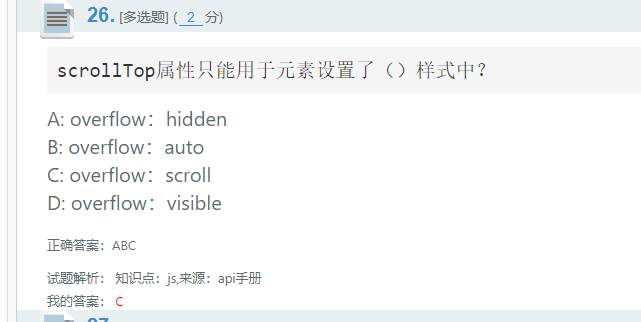 26. [多选题] (  2  分)
scrollTop属性只能用于元素设置了（）样式中?
A: overflow：hidden
B: overflow：auto
C: overflow：scroll
D: overflow：visible
正确答案：ABC
试题解析： 知识点：js,来源：api手册
我的答案： C